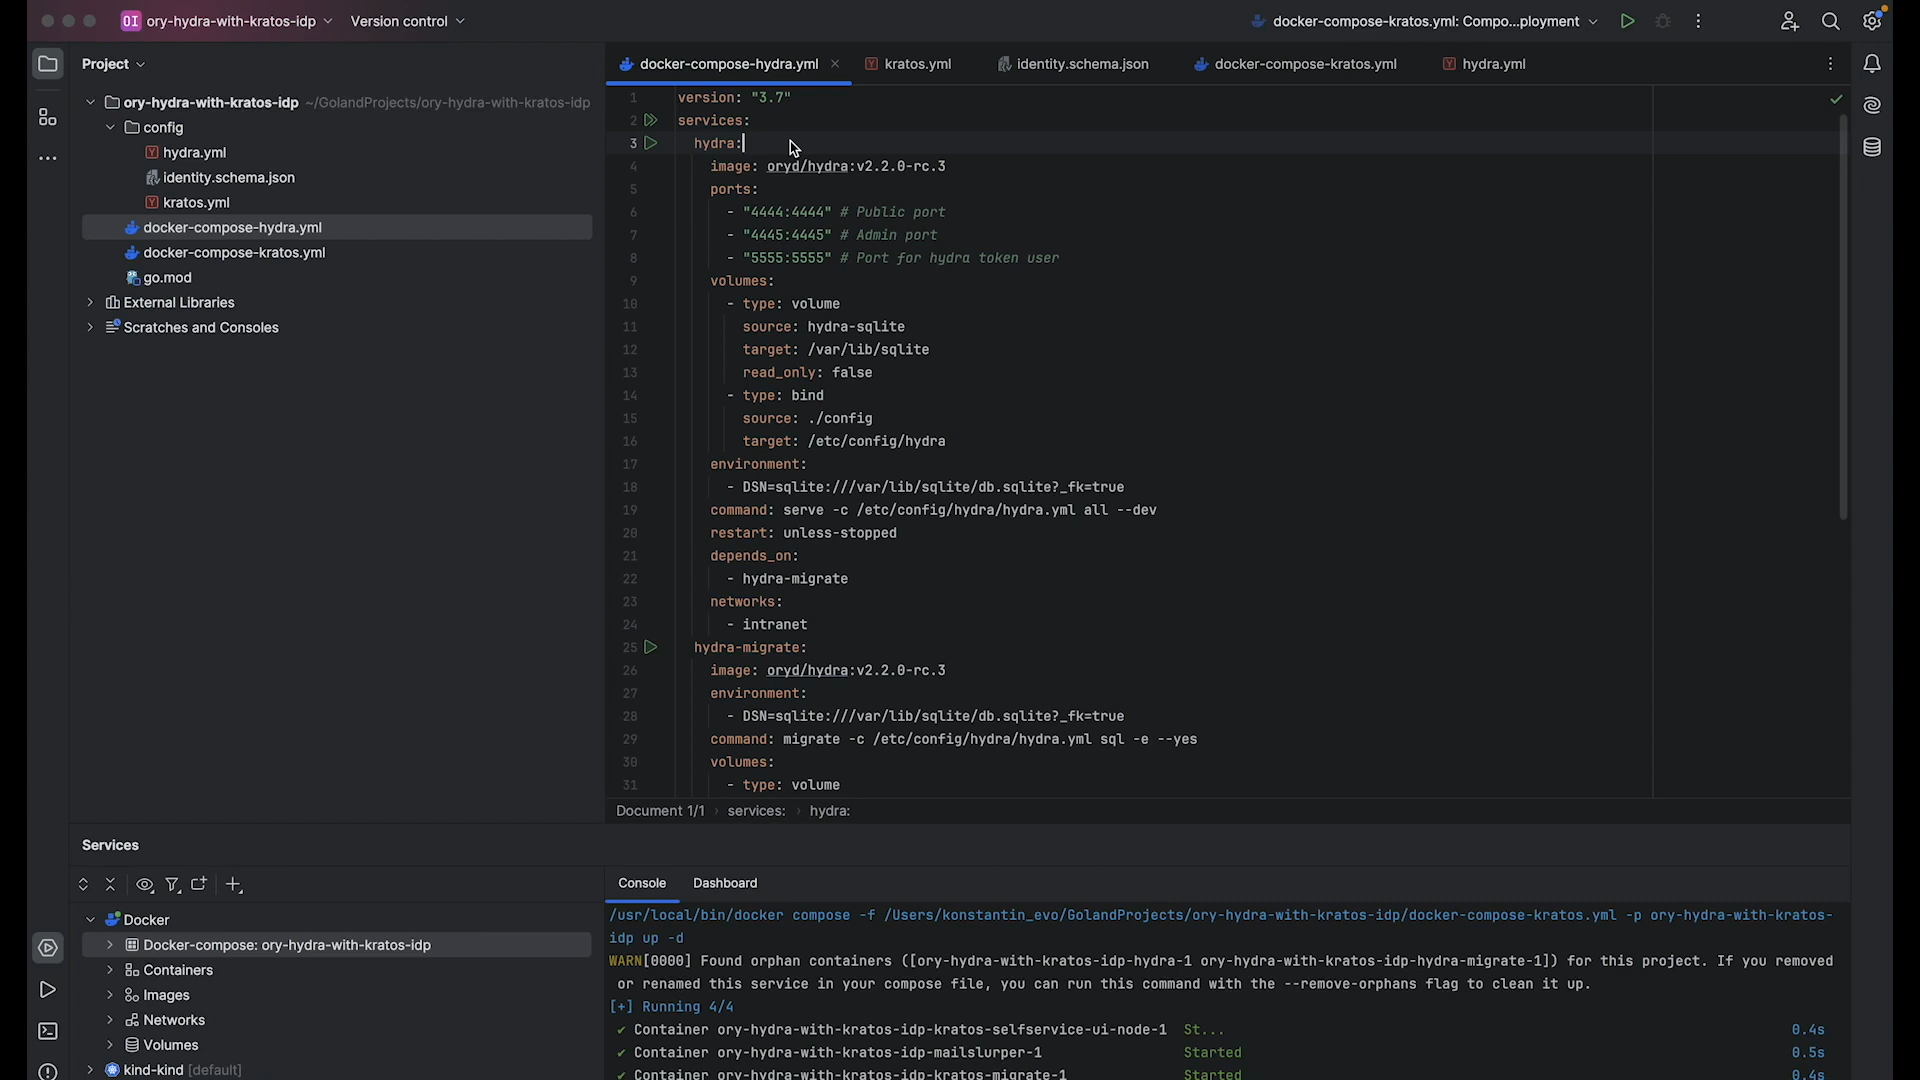 OI ory-hydra-with-kratos-idp Version control docker-compose-kratos.yml: Compo...ployment
Project
ory-hydra-with-kratos-idp ~/GolandProjects/ory-hydra-with-kratos-idp
config
hydra.yml
identity.schema.json
kratos.yml
docker-compose-hydra.yml
docker-compose-kratos.yml
go.mod
External Libraries
Scratches and Consoles
docker-compose-hydra.yml kratos.yml identity.schema.json docker-compose-kratos.yml hydra.yml
1 version: "3.7"
2 services:
3 hydra:
4 image: oryd/hydra:v2.2.0-rc.3
5 ports:
6 - "4444:4444" # Public port
7 - "4445:4445" # Admin port
8 - "5555:5555" # Port for hydra token user
9 volumes:
10 - type: volume
11 source: hydra-sqlite
12 target: /var/lib/sqlite
13 read_only: false
14 - type: bind
15 source: ./config
16 target: /etc/config/hydra
17 environment:
18 - DSN=sqlite:///var/lib/sqlite/db.sqlite?_fk=true
19 command: serve -c /etc/config/hydra/hydra.yml all --dev
20 restart: unless-stopped
21 depends_on:
22 - hydra-migrate
23 networks:
24 - intranet
25 hydra-migrate:
26 image: oryd/hydra:v2.2.0-rc.3
27 environment:
28 - DSN=sqlite:///var/lib/sqlite/db.sqlite?_fk=true
29 command: migrate -c /etc/config/hydra/hydra.yml sql -e --yes
30 volumes:
31 - type: volume
Document 1/1 › services: › hydra:
Services
Docker
Docker-compose: ory-hydra-with-kratos-idp
Containers
Images
Networks
Volumes
kind-kind [default]
Console Dashboard
/usr/local/bin/docker compose -f /Users/konstantin_evo/GolandProjects/ory-hydra-with-kratos-idp/docker-compose-kratos.yml -p ory-hydra-with-kratos-
idp up -d
WARN[0000] Found orphan containers ([ory-hydra-with-kratos-idp-hydra-1 ory-hydra-with-kratos-idp-hydra-migrate-1]) for this project. If you removed
or renamed this service in your compose file, you can run this command with the --remove-orphans flag to clean it up.
[+] Running 4/4
✔ Container ory-hydra-with-kratos-idp-kratos-selfservice-ui-node-1 St... 0.4s
✔ Container ory-hydra-with-kratos-idp-mailslurper-1 Started 0.5s
✔ Container ory-hydra-with-kratos-idp-kratos-migrate-1 Started 0.4s